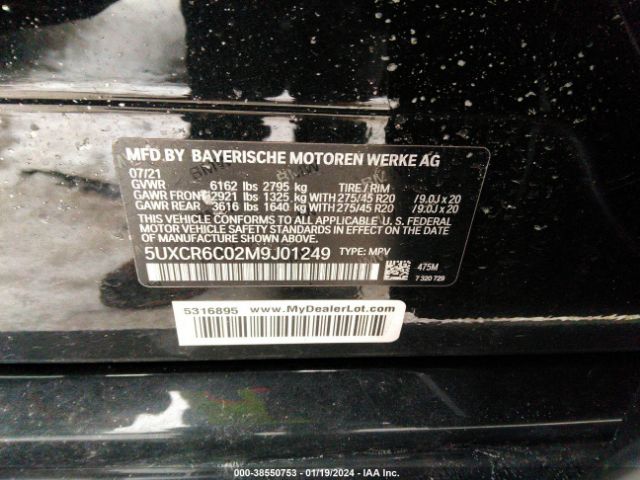 MFD.BY BAYERISCHE MOTOREN WERKE AG
07/21
GVWR 6162 lbs 2795 kg TIRE/RIM
GAWR FRONT 2921 lbs 1325 kg WITH 275/45 R20 /9.0J x 20
GAWR REAR 3616 lbs 1640 kg WITH 275/45 R20 /9.0J x 20
THIS VEHICLE CONFORMS TO ALL APPLICABLE U. S. FEDERAL
MOTOR VEHICLE SAFETY, BUMPER, AND THEFT PREVENTION
STANDARDS IN EFFECT ON THE DATE OF MANUFACTURE SHOWN ABOVE.
5UXCR6C02M9J01249 TYPE: MPV
475M
7 320 729
5316895 www.MyDealerLot.com
000-38550753 - 01/19/2024 - IAA Inc.